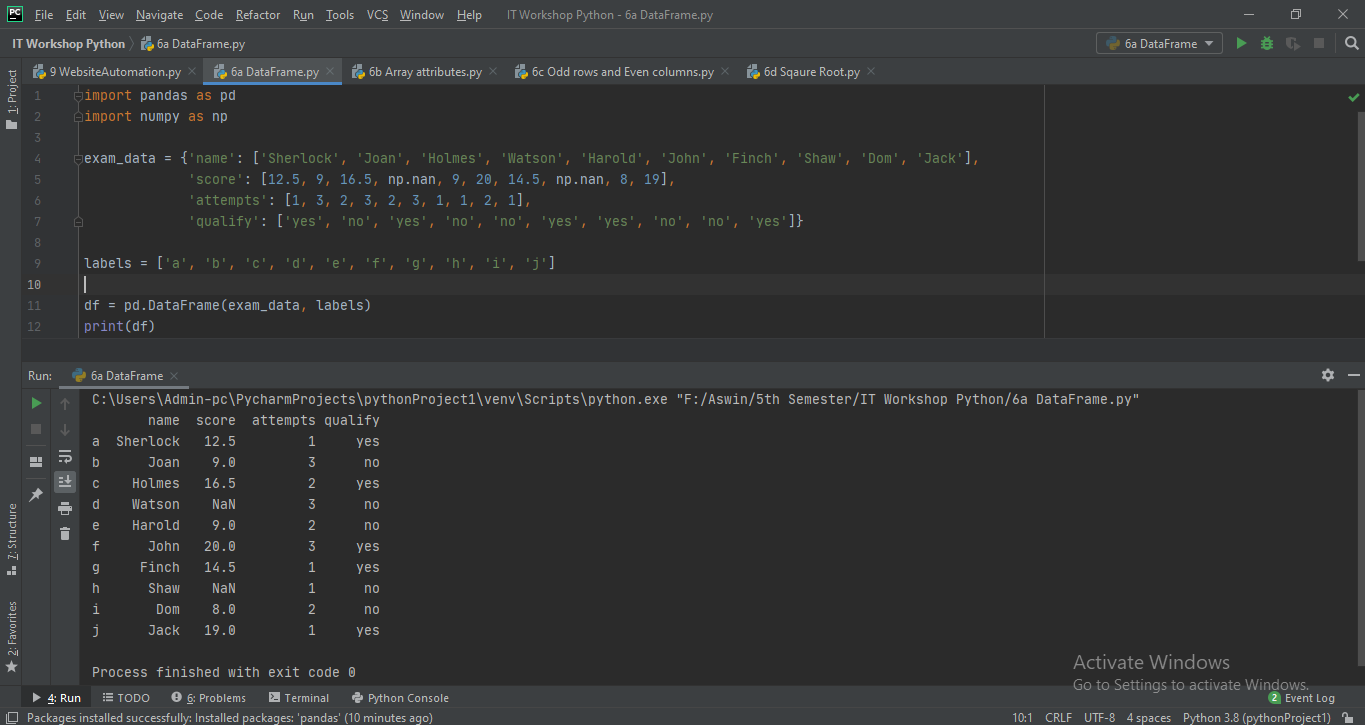 PC File Edit View Navigate Code Refactor Run Tools VCS Window Help IT Workshop Python - 6a DataFrame.py
IT Workshop Python 6a DataFrame.py 6a DataFrame
9 WebsiteAutomation.py 6a DataFrame.py 6b Array attributes.py 6c Odd rows and Even columns.py 6d Sqaure Root.py
1: Project
1 import pandas as pd
2 import numpy as np
3
4 exam_data = {'name': ['Sherlock', 'Joan', 'Holmes', 'Watson', 'Harold', 'John', 'Finch', 'Shaw', 'Dom', 'Jack'],
5 'score': [12.5, 9, 16.5, np.nan, 9, 20, 14.5, np.nan, 8, 19],
6 'attempts': [1, 3, 2, 3, 2, 3, 1, 1, 2, 1],
7 'qualify': ['yes', 'no', 'yes', 'no', 'no', 'yes', 'yes', 'no', 'no', 'yes']}
8
9 labels = ['a', 'b', 'c', 'd', 'e', 'f', 'g', 'h', 'i', 'j']
10
11 df = pd.DataFrame(exam_data, labels)
12 print(df)
Run: 6a DataFrame
C:\Users\Admin-pc\PycharmProjects\pythonProject1\venv\Scripts\python.exe "F:/Aswin/5th Semester/IT Workshop Python/6a DataFrame.py"
name score attempts qualify
a Sherlock 12.5 1 yes
b Joan 9.0 3 no
c Holmes 16.5 2 yes
d Watson NaN 3 no
e Harold 9.0 2 no
f John 20.0 3 yes
g Finch 14.5 1 yes
h Shaw NaN 1 no
i Dom 8.0 2 no
j Jack 19.0 1 yes
Process finished with exit code 0
7: Structure
2: Favorites
Activate Windows
Go to Settings to activate Windows.
4: Run TODO 6: Problems Terminal Python Console 2 Event Log
Packages installed successfully: Installed packages: 'pandas' (10 minutes ago) 10:1 CRLF UTF-8 4 spaces Python 3.8 (pythonProject1)